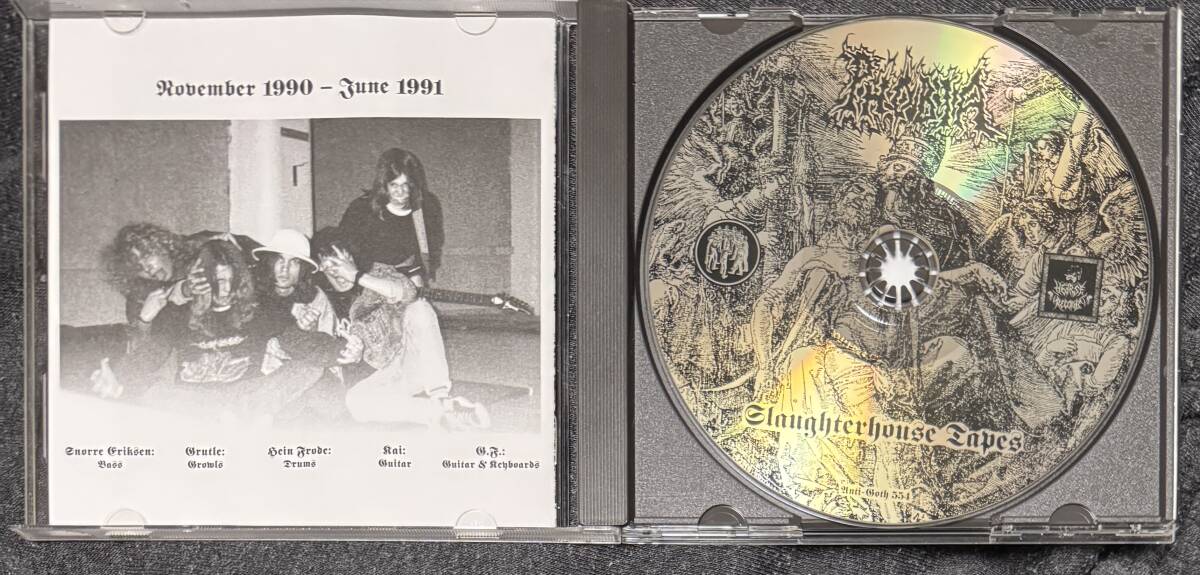 November 1990 – June 1991
Snorre Eriksen:
Bass
Grutle:
Growls
Hein Frode:
Drums
Kai:
Guitar
G.F.:
Guitar & Keyboards
Phobia
Slaughterhouse Tapes
Anti-Goth 554